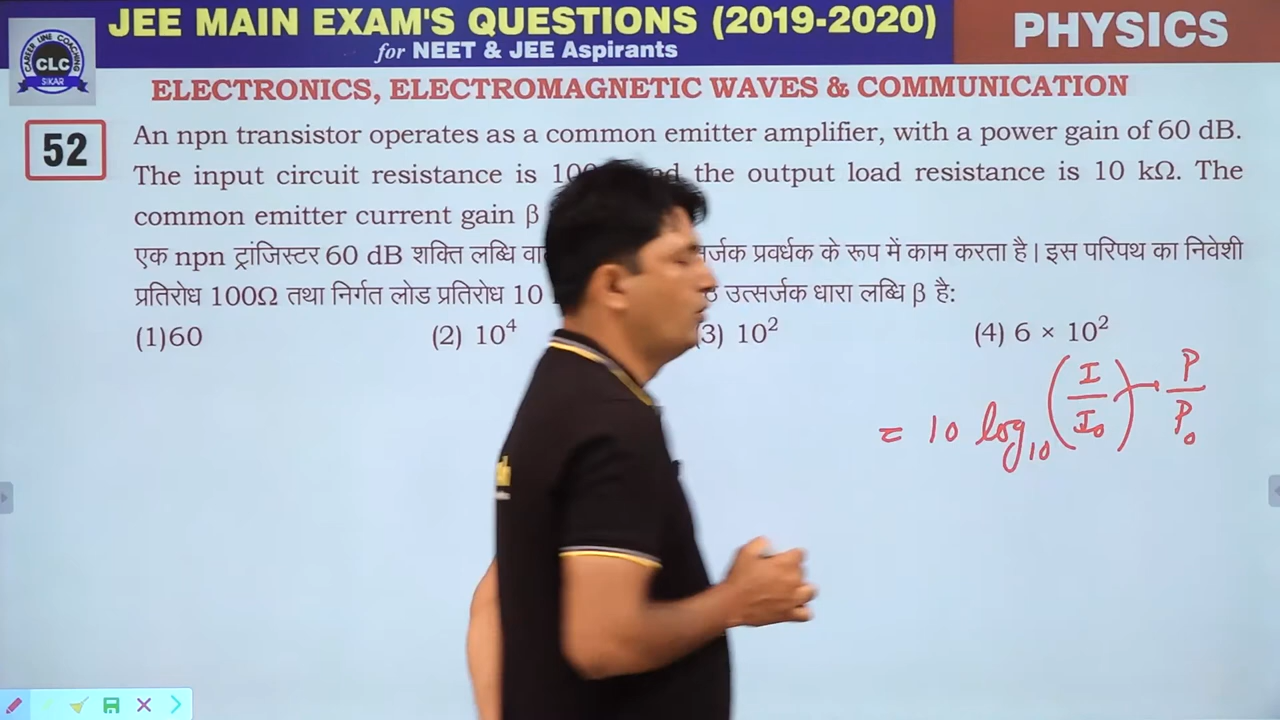 JEE MAIN EXAM'S QUESTIONS (2019-2020)
for NEET & JEE Aspirants
PHYSICS
CAREER LINE COACHING
CLC
SIKAR
ELECTRONICS, ELECTROMAGNETIC WAVES & COMMUNICATION
52
An npn transistor operates as a common emitter amplifier, with a power gain of 60 dB.
The input circuit resistance is the output load resistance is 10 kΩ. The
common emitter current gain β
एक npn ट्रांजिस्टर 60 dB शक्ति लब्धि प्रवर्धक के रूप में काम करता है। इस परिपथ का निवेशी
प्रतिरोध 100Ω तथा निर्गत लोड प्रतिरोध 10 उत्सर्जक धारा लब्धि β है:
(1)60 (2) 10⁴ (3) 10² (4) 6 × 10²
= 10 log₁₀ (I/I₀) → P/P₀